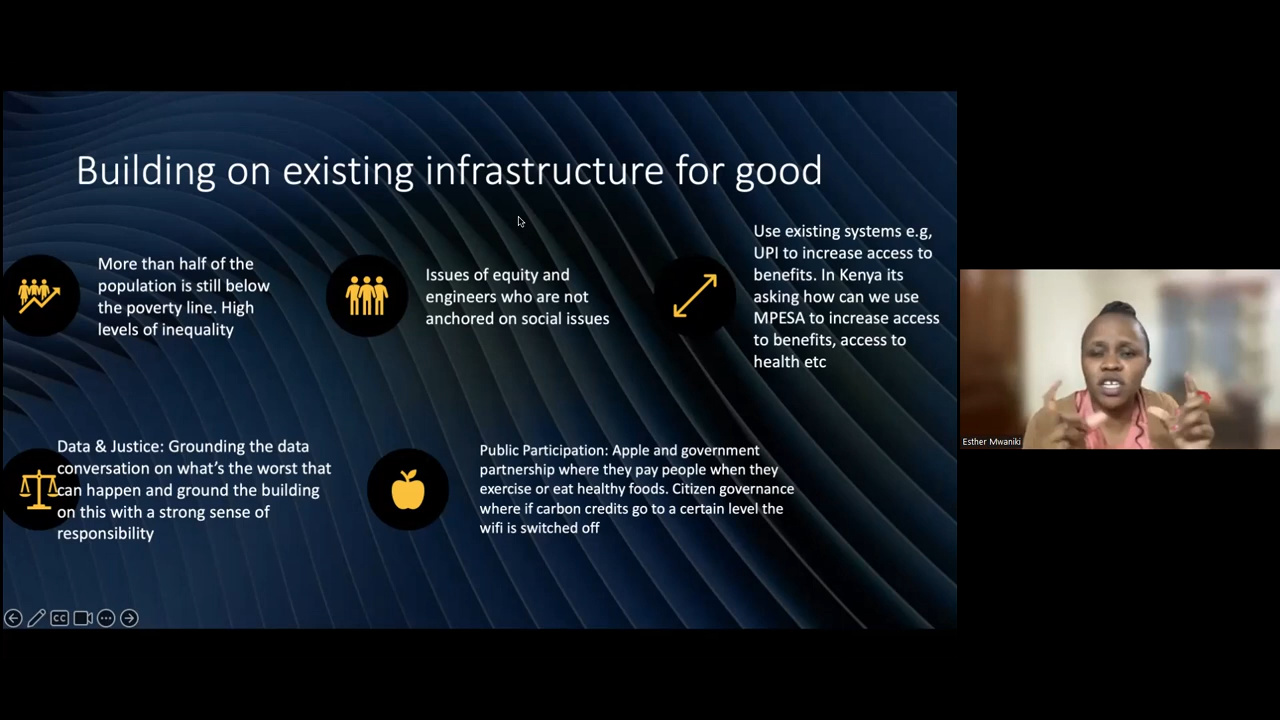 Building on existing infrastructure for good
More than half of the
population is still below
the poverty line. High
levels of inequality
Issues of equity and
engineers who are not
anchored on social issues
Use existing systems e.g,
UPI to increase access to
benefits. In Kenya its
asking how can we use
MPESA to increase access
to benefits, access to
health etc
Data & Justice: Grounding the data
conversation on what's the worst that
can happen and ground the building
on this with a strong sense of
responsibility
Public Participation: Apple and government
partnership where they pay people when they
exercise or eat healthy foods. Citizen governance
where if carbon credits go to a certain level the
wifi is switched off
CC
Esther Mwaniki